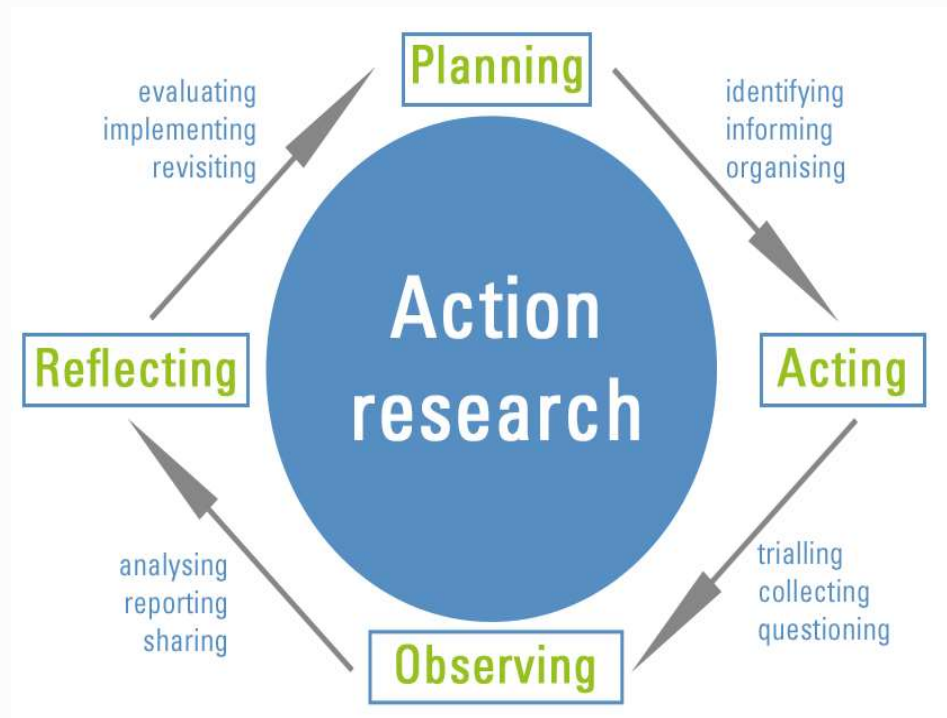 Planning
evaluating
implementing
revisiting
identifying
informing
organising
Action
research
Reflecting
Acting
analysing
reporting
sharing
trialling
collecting
questioning
Observing